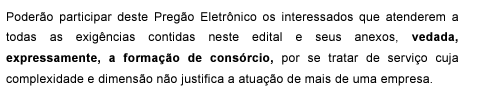 Poderão participar deste Pregão Eletrônico os interessados que atenderem a
todas as exigências contidas neste edital e seus anexos, vedada,
expressamente, a formação de consórcio, por se tratar de serviço cuja
complexidade e dimensão não justifica a atuação de mais de uma empresa.